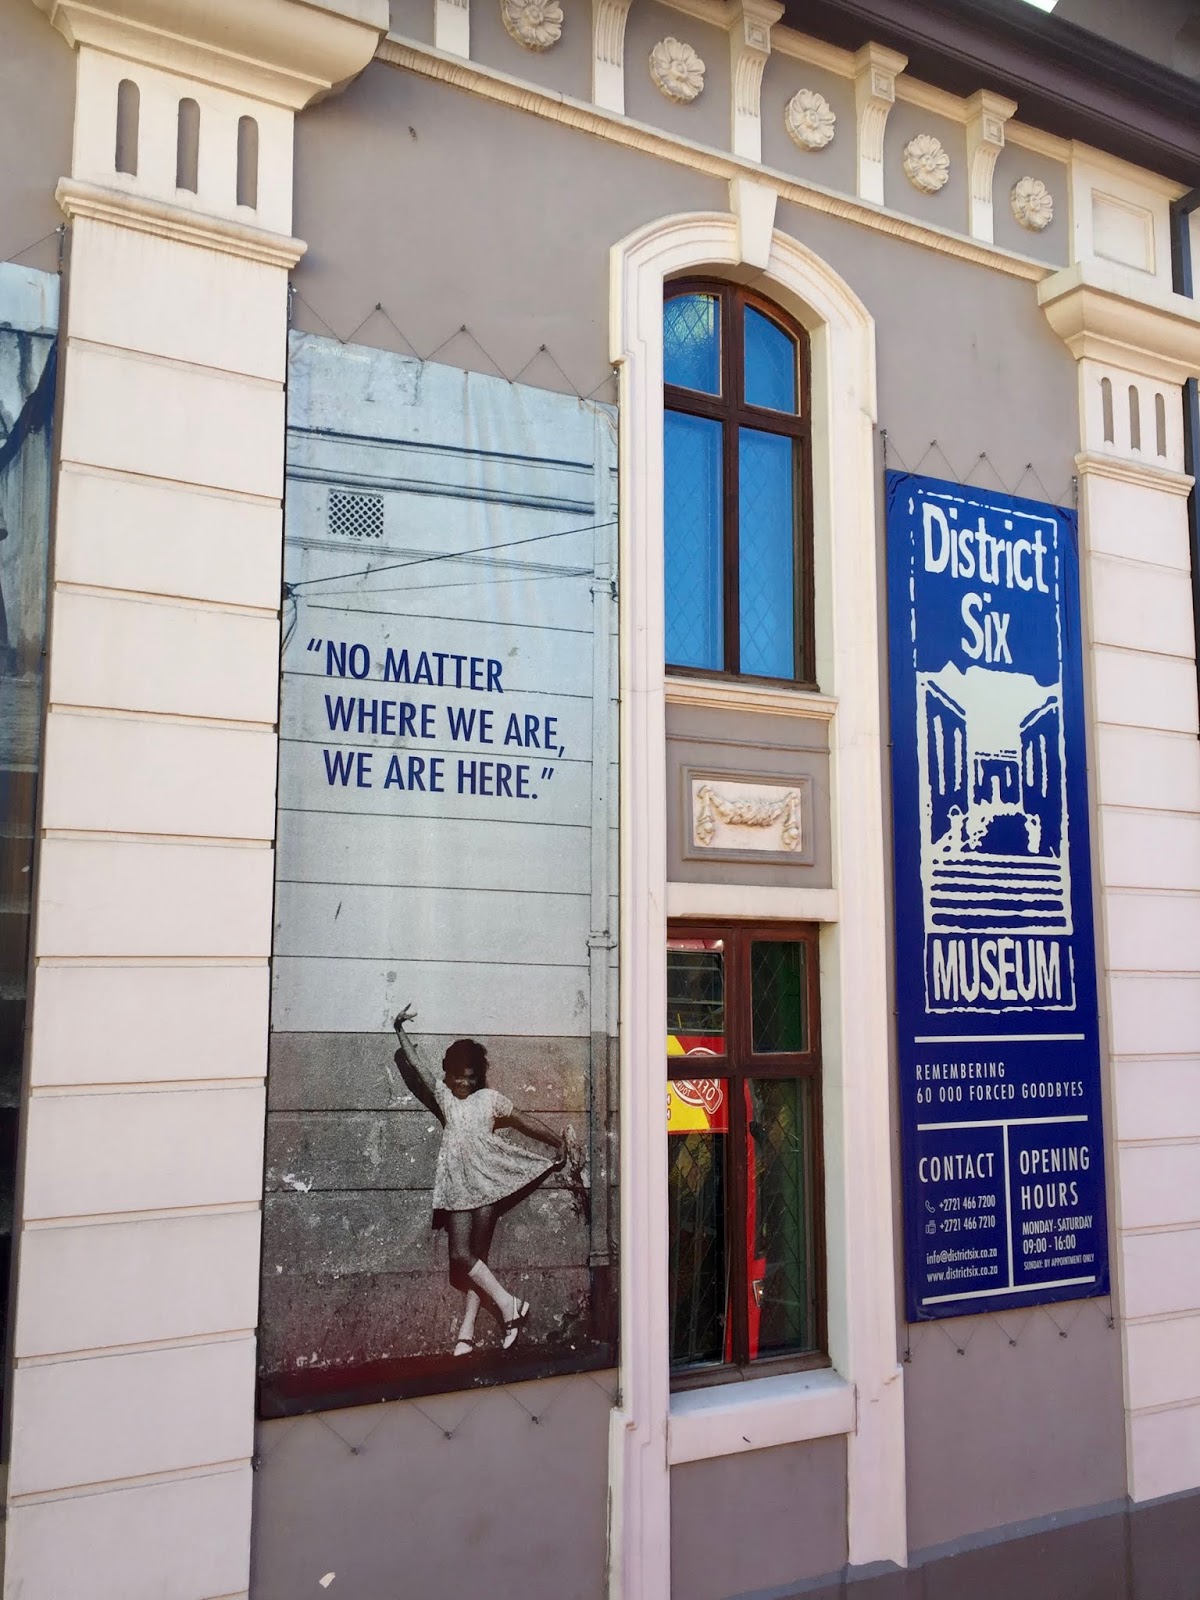 “NO MATTER
WHERE WE ARE,
WE ARE HERE.”
District
Six
MUSEUM
REMEMBERING
60 000 FORCED GOODBYES
CONTACT
+2721 466 7200
+2721 466 7210
info@districtsix.co.za
www.districtsix.co.za
OPENING
HOURS
MONDAY-SATURDAY
09:00 - 16:00
SUNDAY: BY APPOINTMENT ONLY